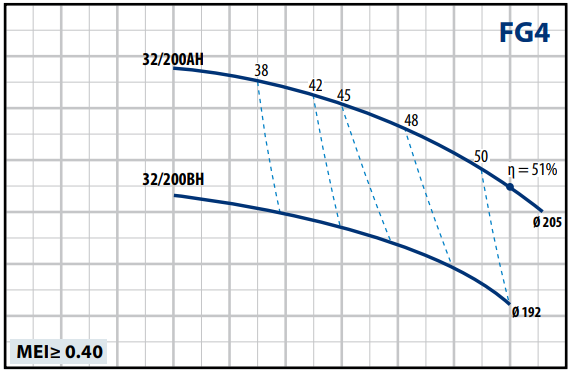 FG4
32/200AH
38
42
45
48
50
η = 51%
32/200BH
Ø 205
Ø 192
MEI≥ 0.40